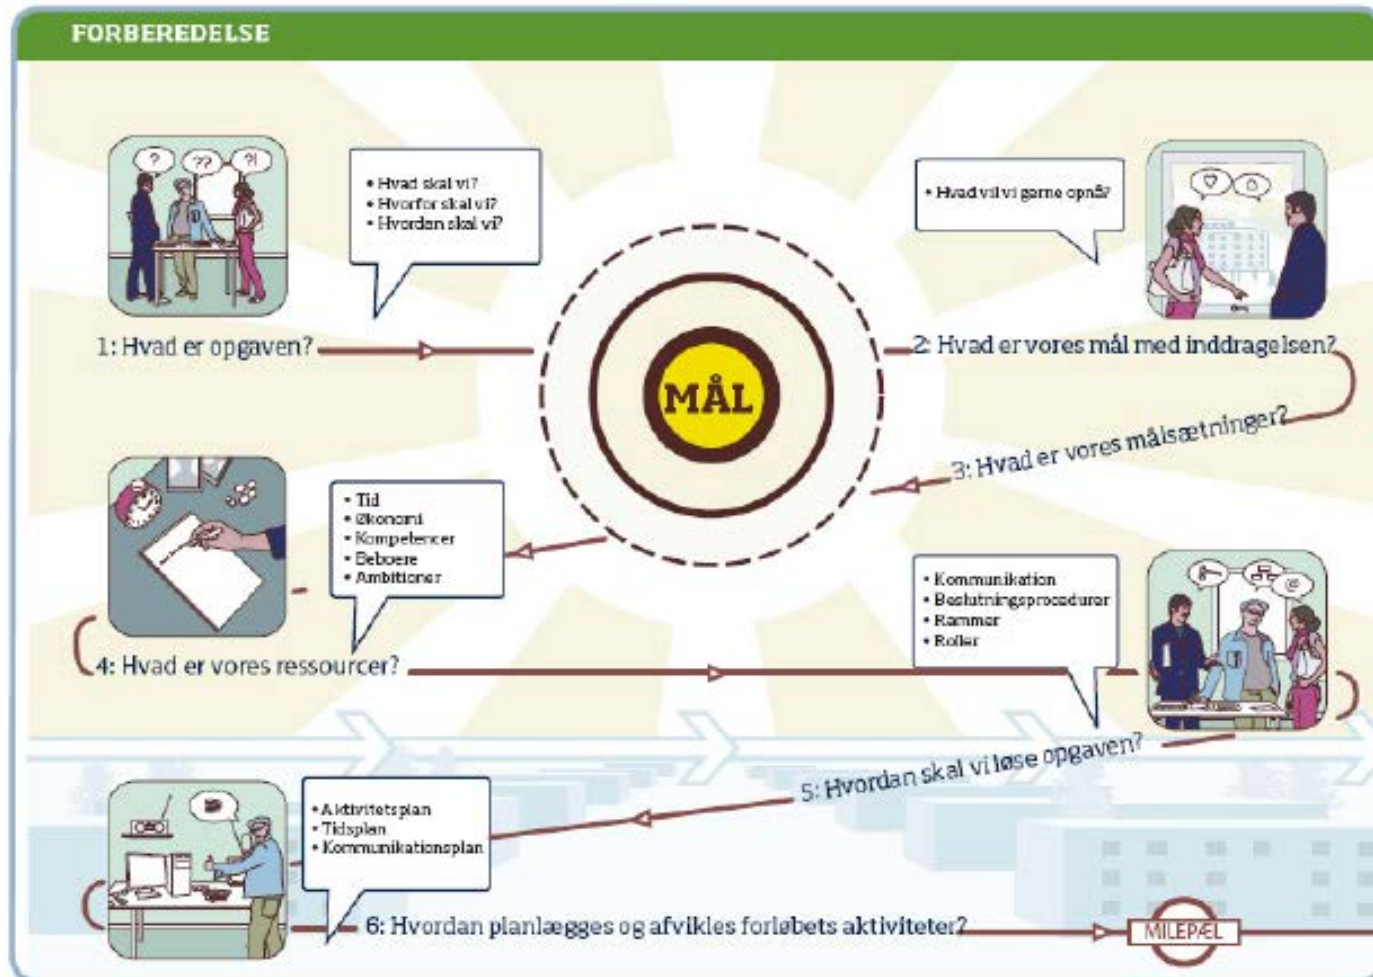 FORBEREDELSE
?
??
?!
• Hvad skal vi?
• Hvorfor skal vi?
• Hvordan skal vi?
1: Hvad er opgaven?
MÅL
• Hvad vil vi gerne opnå?
2: Hvad er vores mål med inddragelsen?
3: Hvad er vores målsætninger?
• Tid
• Økonomi
• Kompetencer
• Beboere
• Ambitioner
4: Hvad er vores ressourcer?
• Kommunikation
• Beslutningsprocedurer
• Rammer
• Roller
@
5: Hvordan skal vi løse opgaven?
• Aktivitetsplan
• Tidsplan
• Kommunikationsplan
6: Hvordan planlægges og afvikles forløbets aktiviteter?
MILEPÆL